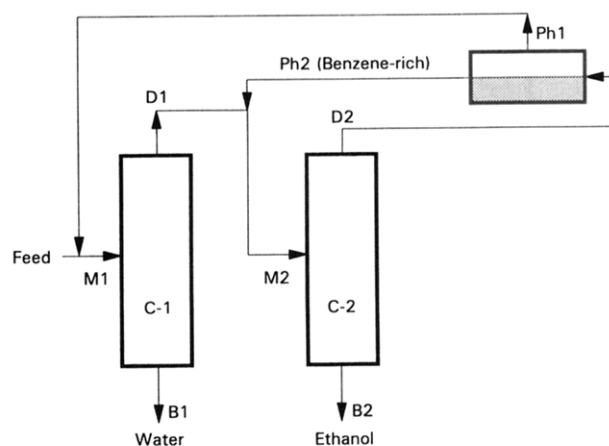 Ph1
Ph2 (Benzene-rich)
D1
D2
Feed
M1
M2
C-1
C-2
B1
B2
Water
Ethanol